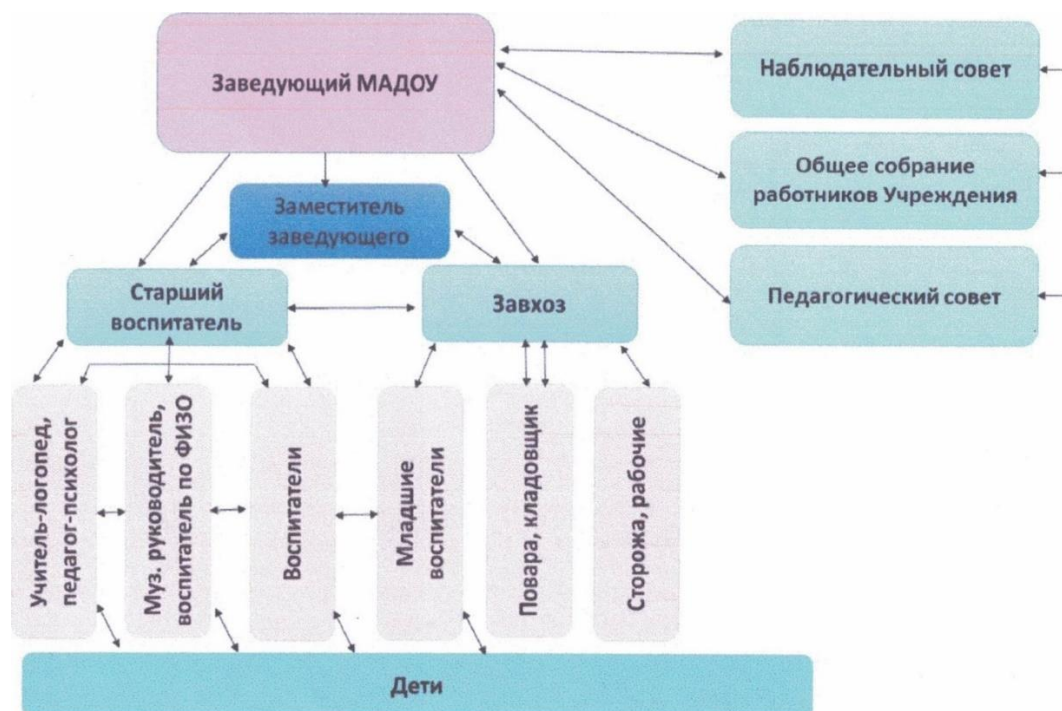 Заведующий МАДОУ
Наблюдательный совет
Общее собрание
работников Учреждения
Педагогический совет
Заместитель
заведующего
Старший
воспитатель
Завхоз
Учитель-логопед,
педагог-психолог
Муз. руководитель,
воспитатель по ФИЗО
Воспитатели
Младшие
воспитатели
Повара, кладовщик
Сторожа, рабочие
Дети